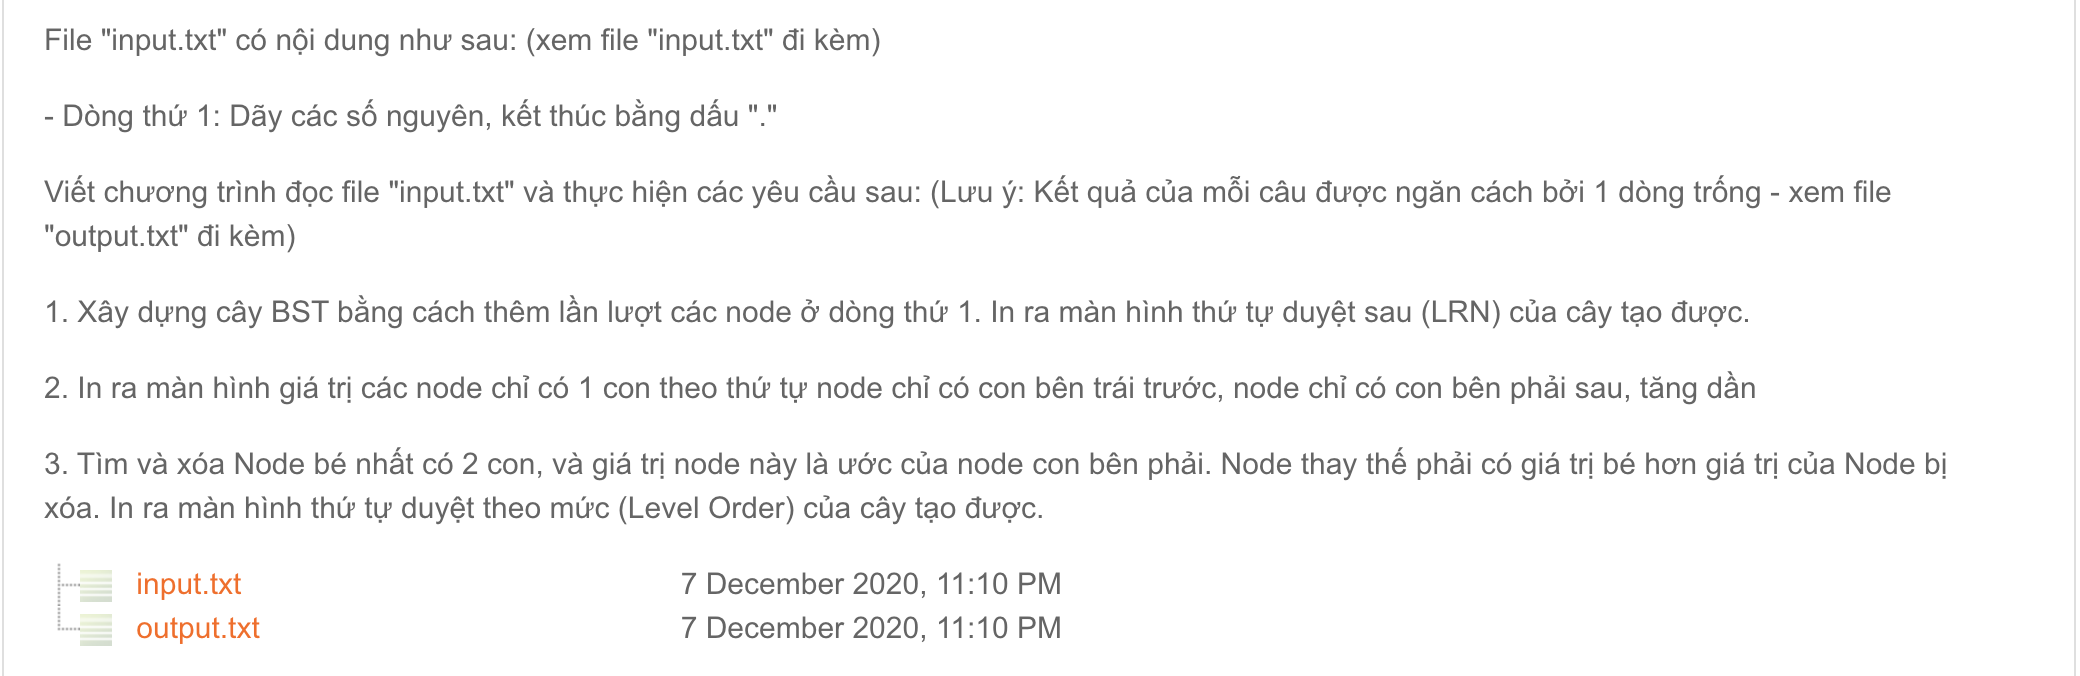 File "input.txt" có nội dung như sau: (xem file "input.txt" đi kèm)
- Dòng thứ 1: Dãy các số nguyên, kết thúc bằng dấu "."
Viết chương trình đọc file "input.txt" và thực hiện các yêu cầu sau: (Lưu ý: Kết quả của mỗi câu được ngăn cách bởi 1 dòng trống - xem file
"output.txt" đi kèm)
1. Xây dựng cây BST bằng cách thêm lần lượt các node ở dòng thứ 1. In ra màn hình thứ tự duyệt sau (LRN) của cây tạo được.
2. In ra màn hình giá trị các node chỉ có 1 con theo thứ tự node chỉ có con bên trái trước, node chỉ có con bên phải sau, tăng dần
3. Tìm và xóa Node bé nhất có 2 con, và giá trị node này là ước của node con bên phải. Node thay thế phải có giá trị bé hơn giá trị của Node bị
xóa. In ra màn hình thứ tự duyệt theo mức (Level Order) của cây tạo được.
input.txt 7 December 2020, 11:10 PM
output.txt 7 December 2020, 11:10 PM